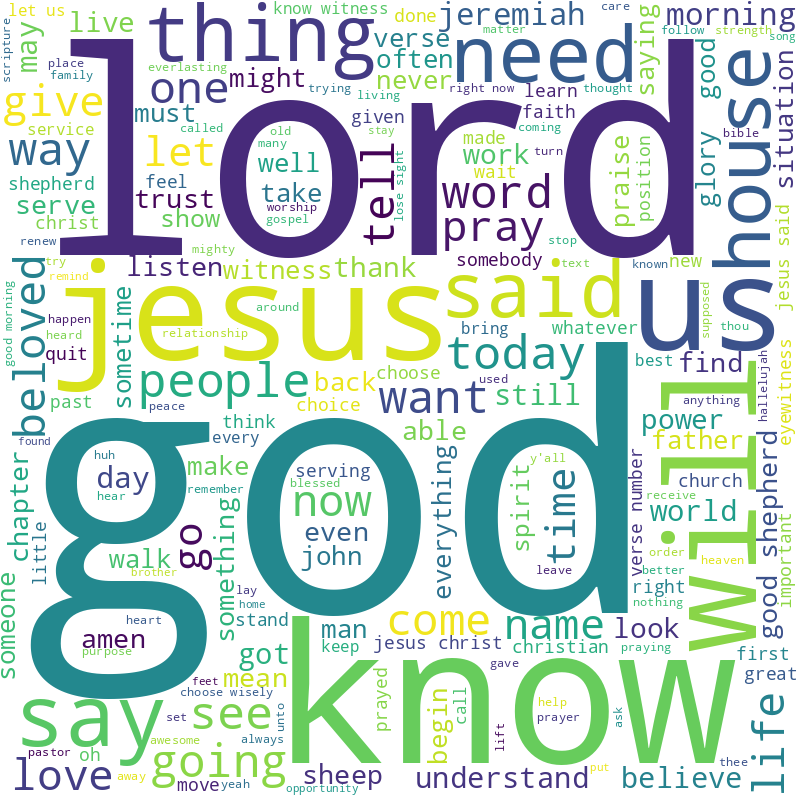 let us
know witness
done
jeremiah
care
morning
scripture
may
live
thing
verse
matter
need
follow
strength
song
place
family
often
saying
everlasting
might
trying
never
one
living
right now
learn
thought
good
give
must
given
faith
coming
house
situation
service
called
lord
old
many
stay
made
turn
bible
way
let
well
work
glory
feel
tell
wait
praise
position
shepherd
trust
take
word
serve
show
worship
gospel
lose sight
pray
christ
renew
mighty
somebody
stop
us
jesus said
try
remind
listen
witness
thank
text
known
new
beloved
jesus
said
supposed
thou
happen
heard
sometime
around
bring
whatever
good morning
quit
relationship
today
best
find
hallelujah
eyewitness
people
back
choose
want
used
still
anything
past
peace
choice
power
think
able
father
found
every
god
will
huh
day
make
serving
y'all
spirit
time
verse number
church
chapter
hear
remember
blessed
now
everything
receive
world
good shepherd
important
little
something
even
order
walk
go
john
right
better
heaven
someone
brother
leave
nothing
lay
home
heart
stand
man
come
name
look
amen
purpose
keep
jesus christ
christian
praying
first
got
gave
great
feet
mean
know
say
choose wisely
unto
see
prayed
begin
call
help
life
set
always
lift
prayer
ask
pastor
oh
awesome
going
put
thee
love
move
away
yeah
opportunity
sheep
understand
believe